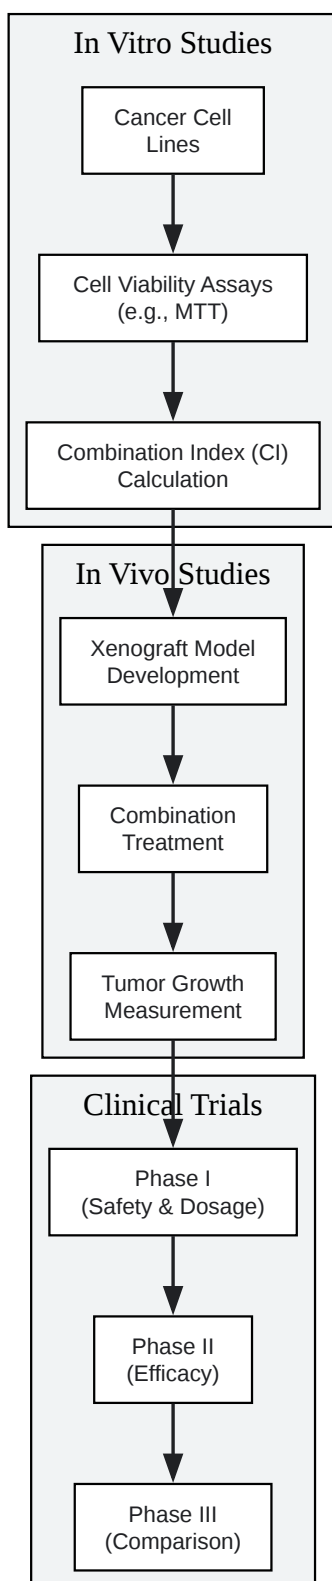 In Vitro Studies
Cancer Cell
Lines
Cell Viability Assays
(e.g., MTT)
Combination Index (CI)
Calculation
In Vivo Studies
Xenograft Model
Development
Combination
Treatment
Tumor Growth
Measurement
Clinical Trials
Phase I
(Safety & Dosage)
Phase II
(Efficacy)
Phase III
(Comparison)